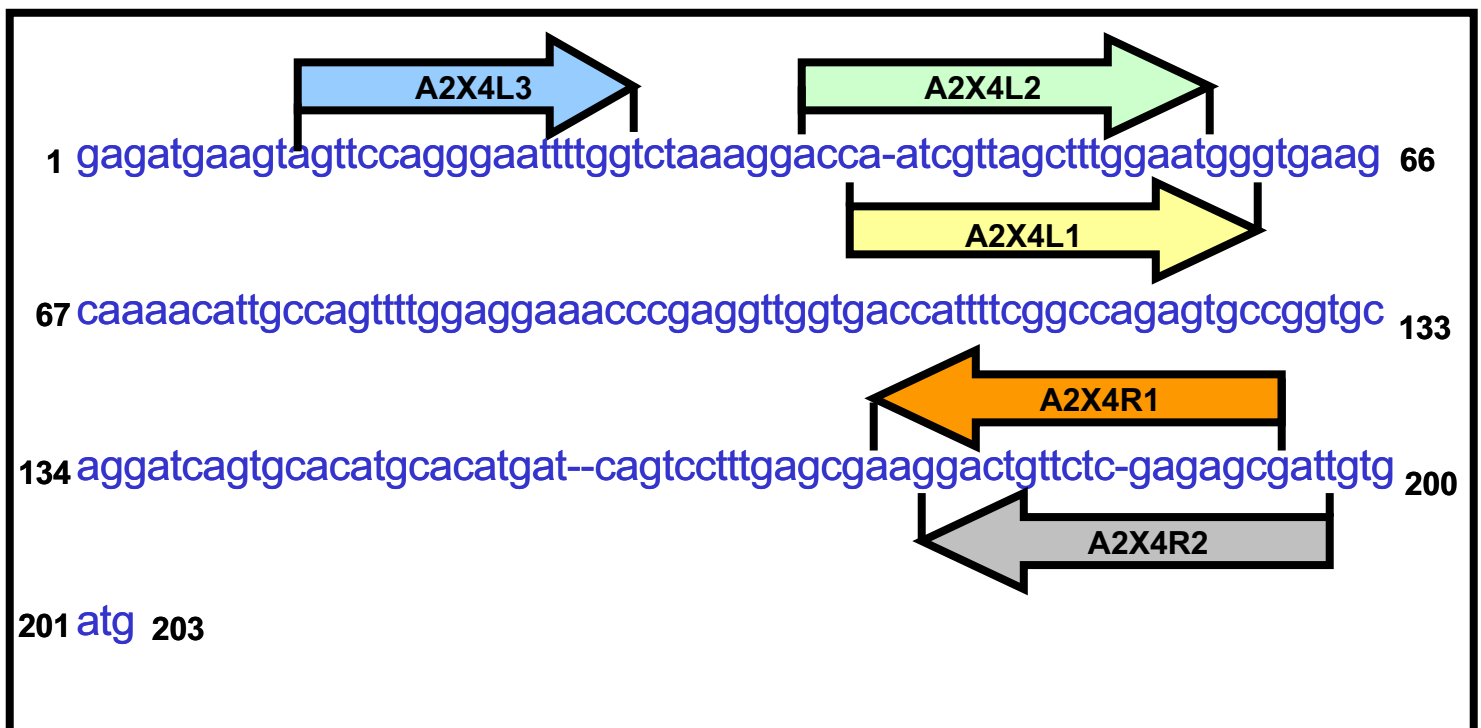 A2X4L3 A2X4L2
1 gagatgaagtagttccagggaattttggtctaaaggacca-atcgttagctttggaatgggtgaag 66
A2X4L1
67 caaaacattgccagttttggaggaaacccgaggttggtgaccattttcggccagagtgccggtgc 133
A2X4R1
134 aggatcagtgcacatgcacatgat--cagtcctttgagcgaaggactgttctc-gagagcgattgtg 200
A2X4R2
201 atg 203